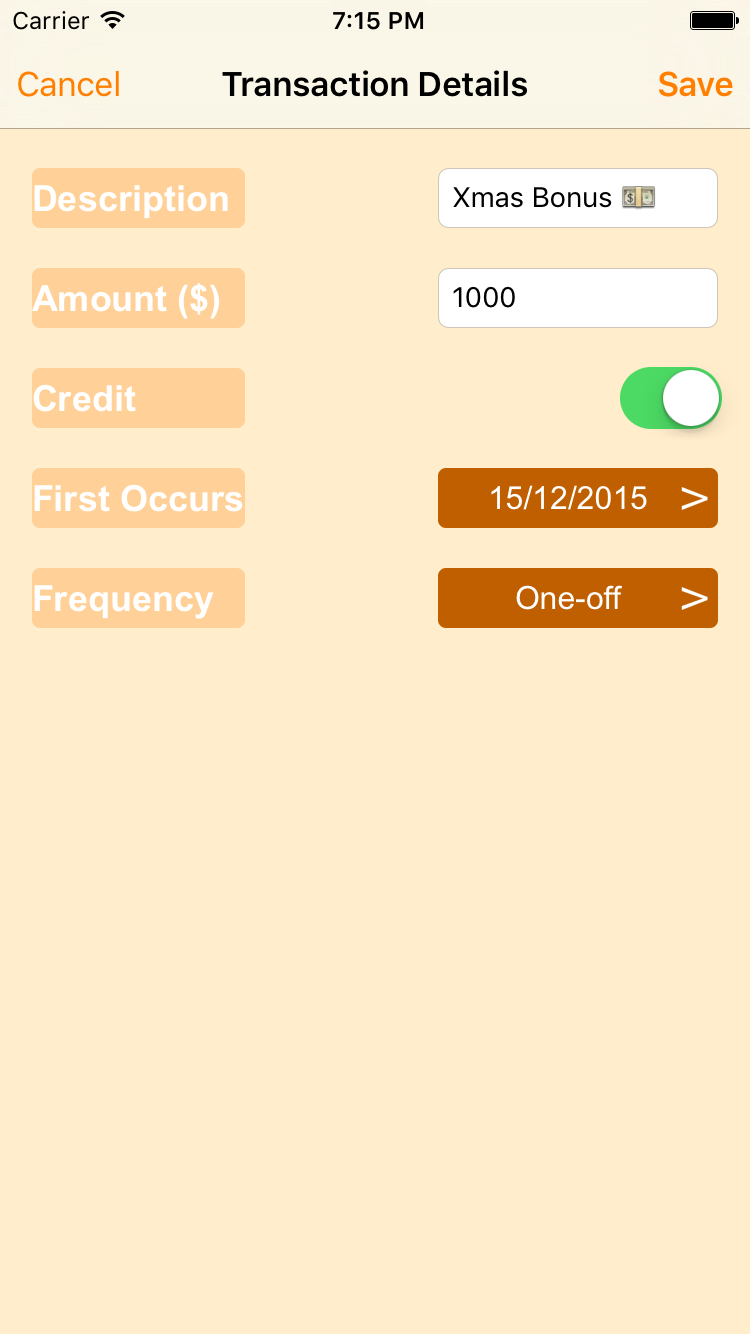 Carrier 7:15 PM
Cancel Transaction Details Save
Description Xmas Bonus 💵
Amount ($) 1000
Credit
First Occurs 15/12/2015 >
Frequency One-off >